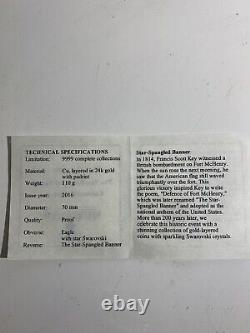 TECHNICAL SPECIFICATIONS
Limitation: 9999 complete collections
Material: Cu, layered in 24k gold
with padriet
Weight: 110 g
Issue year: 2016
Diameter: 70 mm
Quality: Proof
Obverse: Eagle
with star Swarovski
Reverse: The Star-Spangled Banner
Star-Spangled Banner
In 1814, Francis Scott Key witnessed a
British bombardment on Fort McHenry.
When the sun rose the next morning, he
saw that the American flag still waved
triumphantly over the fort. This
glorious victory inspired Key to write
the poem, "Defence of Fort McHenry,"
which was later renamed "The Star-
Spangled Banner" and adopted as the
national anthem of the United States.
More than 200 years later, we
celebrate this historic event with a
shining collection of gold-layered
coins with sparkling Swarovski crystals.